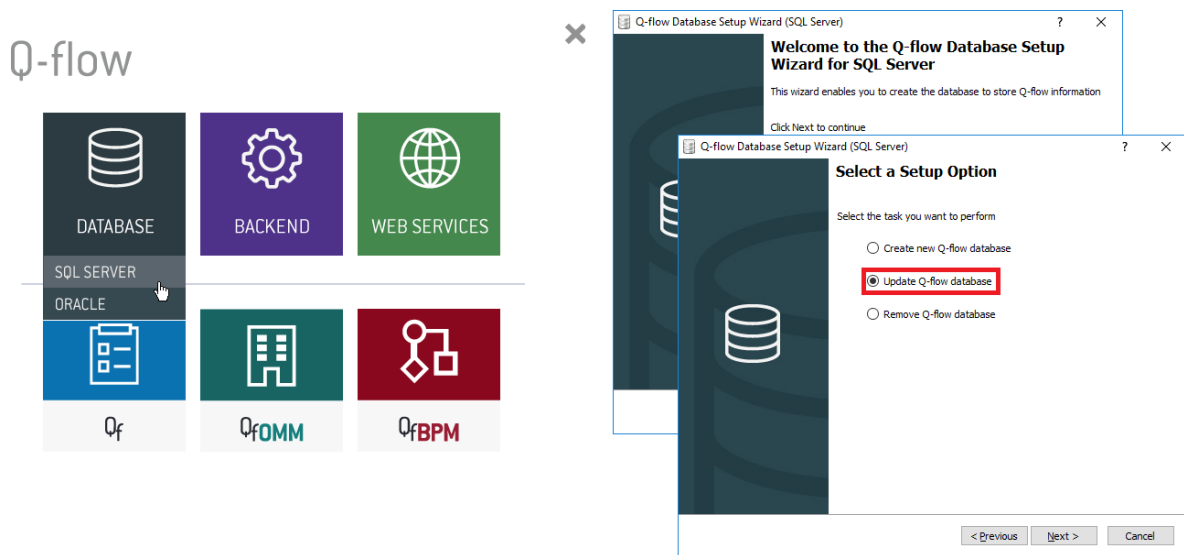 Q-flow
DATABASE
BACKEND
WEB SERVICES
SQL SERVER
ORACLE
Qf
QfOMM
QfBPM
Q-flow Database Setup Wizard (SQL Server)
?
Welcome to the Q-flow Database Setup
Wizard for SQL Server
This wizard enables you to create the database to store Q-flow information
Click Next to continue
Q-flow Database Setup Wizard (SQL Server)
?
Select a Setup Option
Select the task you want to perform
Create new Q-flow database
Update Q-flow database
Remove Q-flow database
< Previous
Next >
Cancel